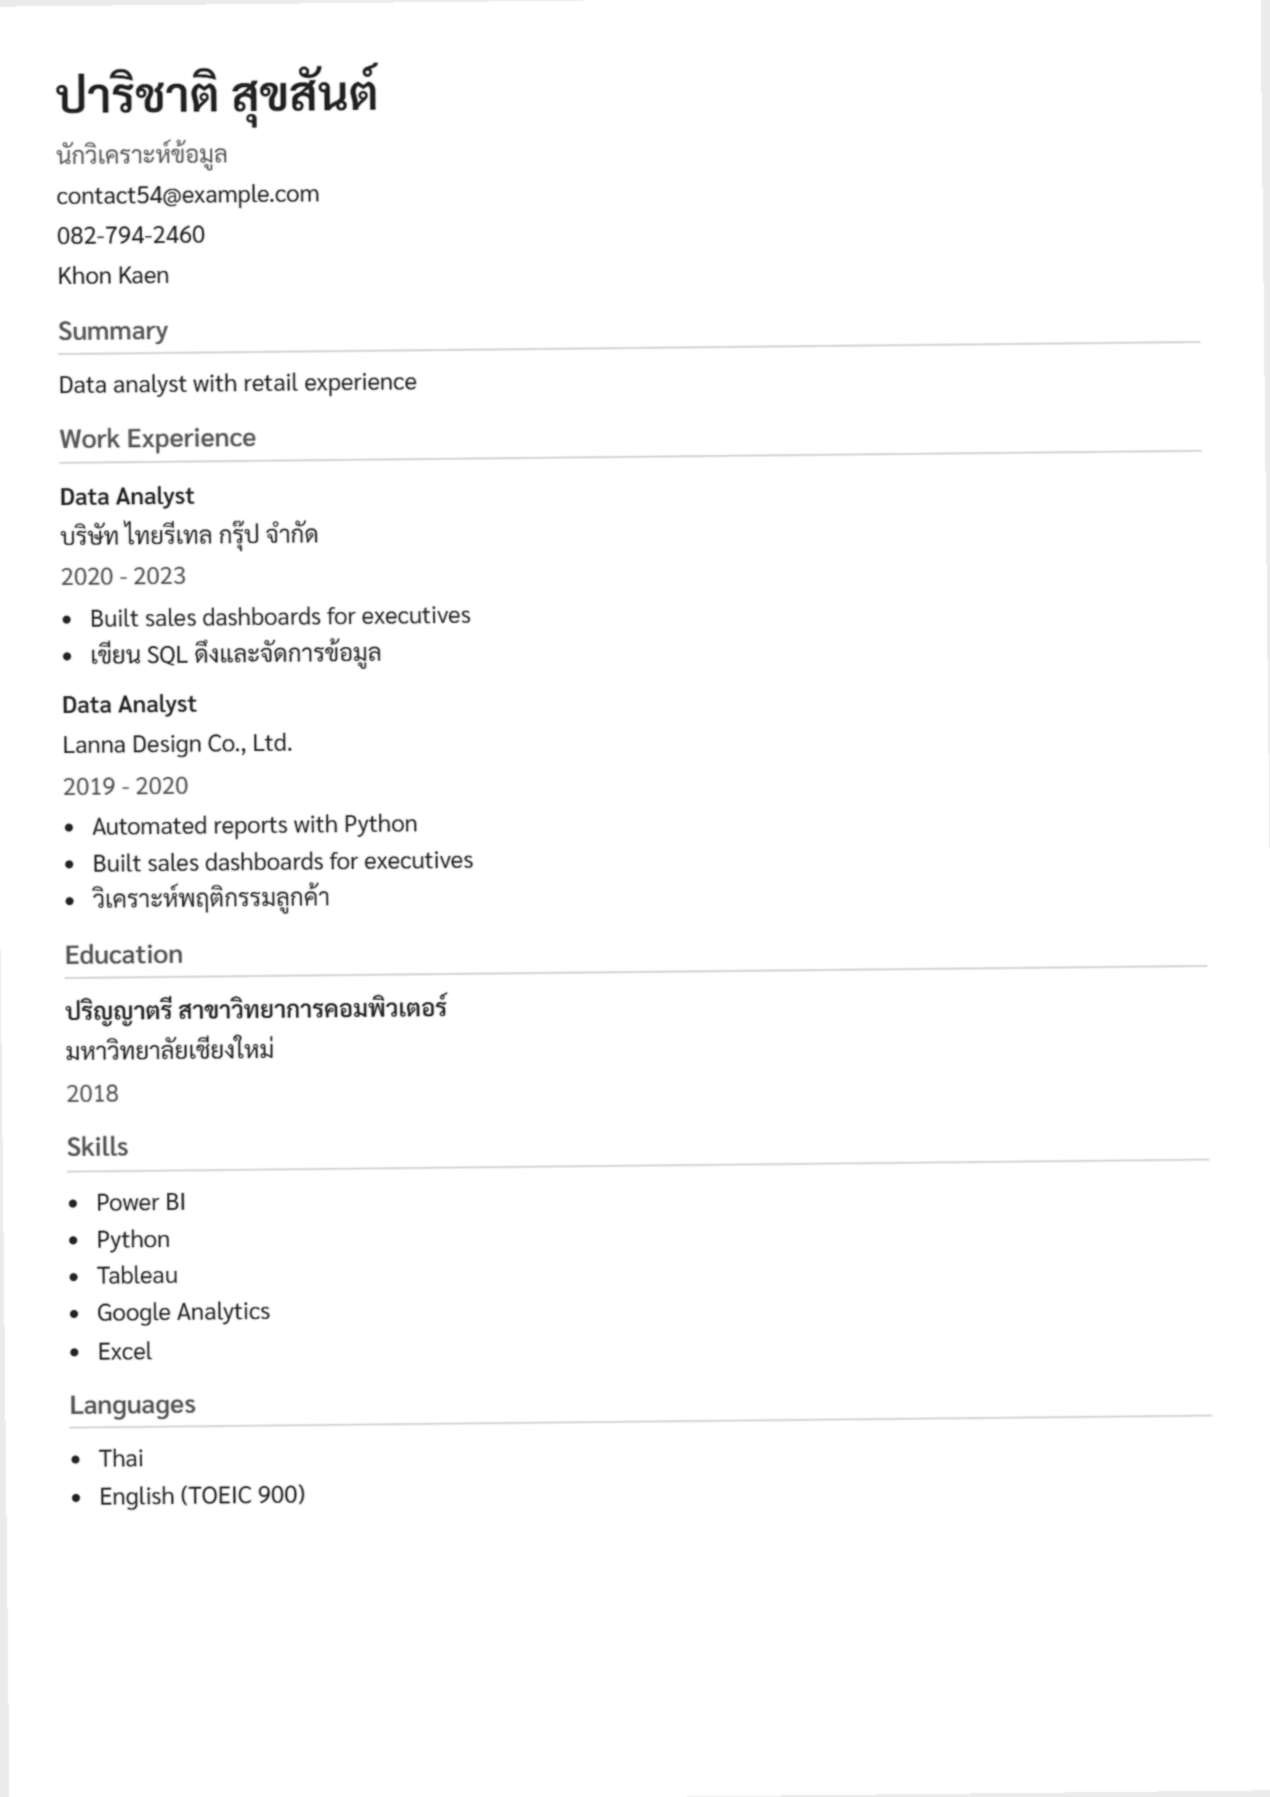 ปาริชาติ สุขสันต์
นักวิเคราะห์ข้อมูล
contact54@example.com
082-794-2460
Khon Kaen
Summary
Data analyst with retail experience
Work Experience
Data Analyst
บริษัท ไทยรีเทล กรุ๊ป จำกัด
2020 - 2023
• Built sales dashboards for executives
• เขียน SQL ดึงและจัดการข้อมูล
Data Analyst
Lanna Design Co., Ltd.
2019 - 2020
• Automated reports with Python
• Built sales dashboards for executives
• วิเคราะห์พฤติกรรมลูกค้า
Education
ปริญญาตรี สาขาวิทยาการคอมพิวเตอร์
มหาวิทยาลัยเชียงใหม่
2018
Skills
• Power BI
• Python
• Tableau
• Google Analytics
• Excel
Languages
• Thai
• English (TOEIC 900)